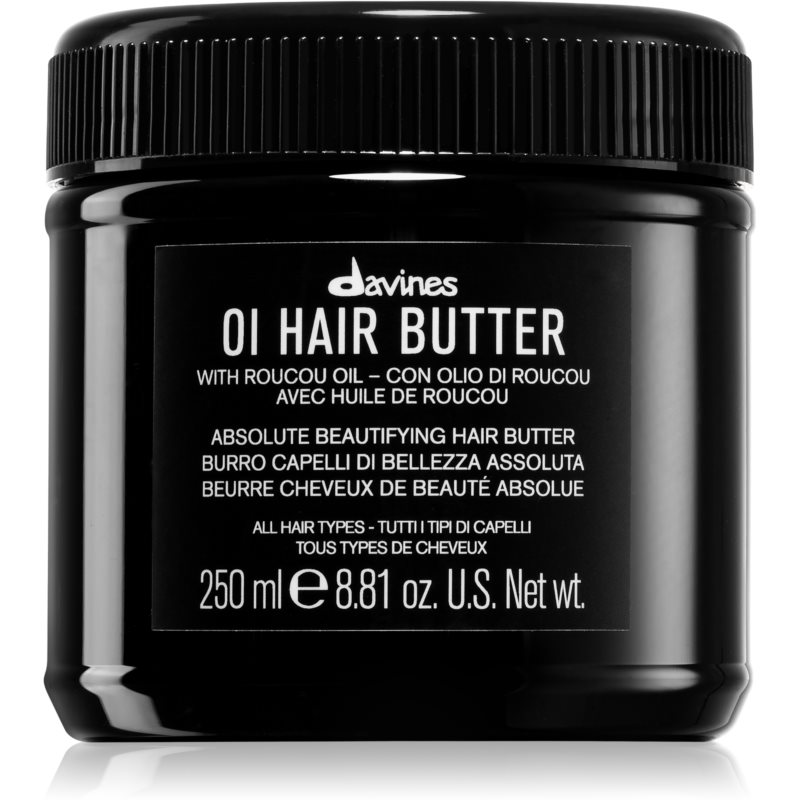 davines
OI HAIR BUTTER
WITH ROUCOU OIL – CON OLIO DI ROUCOU
AVEC HUILE DE ROUCOU
ABSOLUTE BEAUTIFYING HAIR BUTTER
BURRO CAPELLI DI BELLEZZA ASSOLUTA
BEURRE CHEVEUX DE BEAUTÉ ABSOLUE
ALL HAIR TYPES - TUTTI I TIPI DI CAPELLI
TOUS TYPES DE CHEVEUX
250 ml ℮ 8.81 oz. U.S. Net wt.